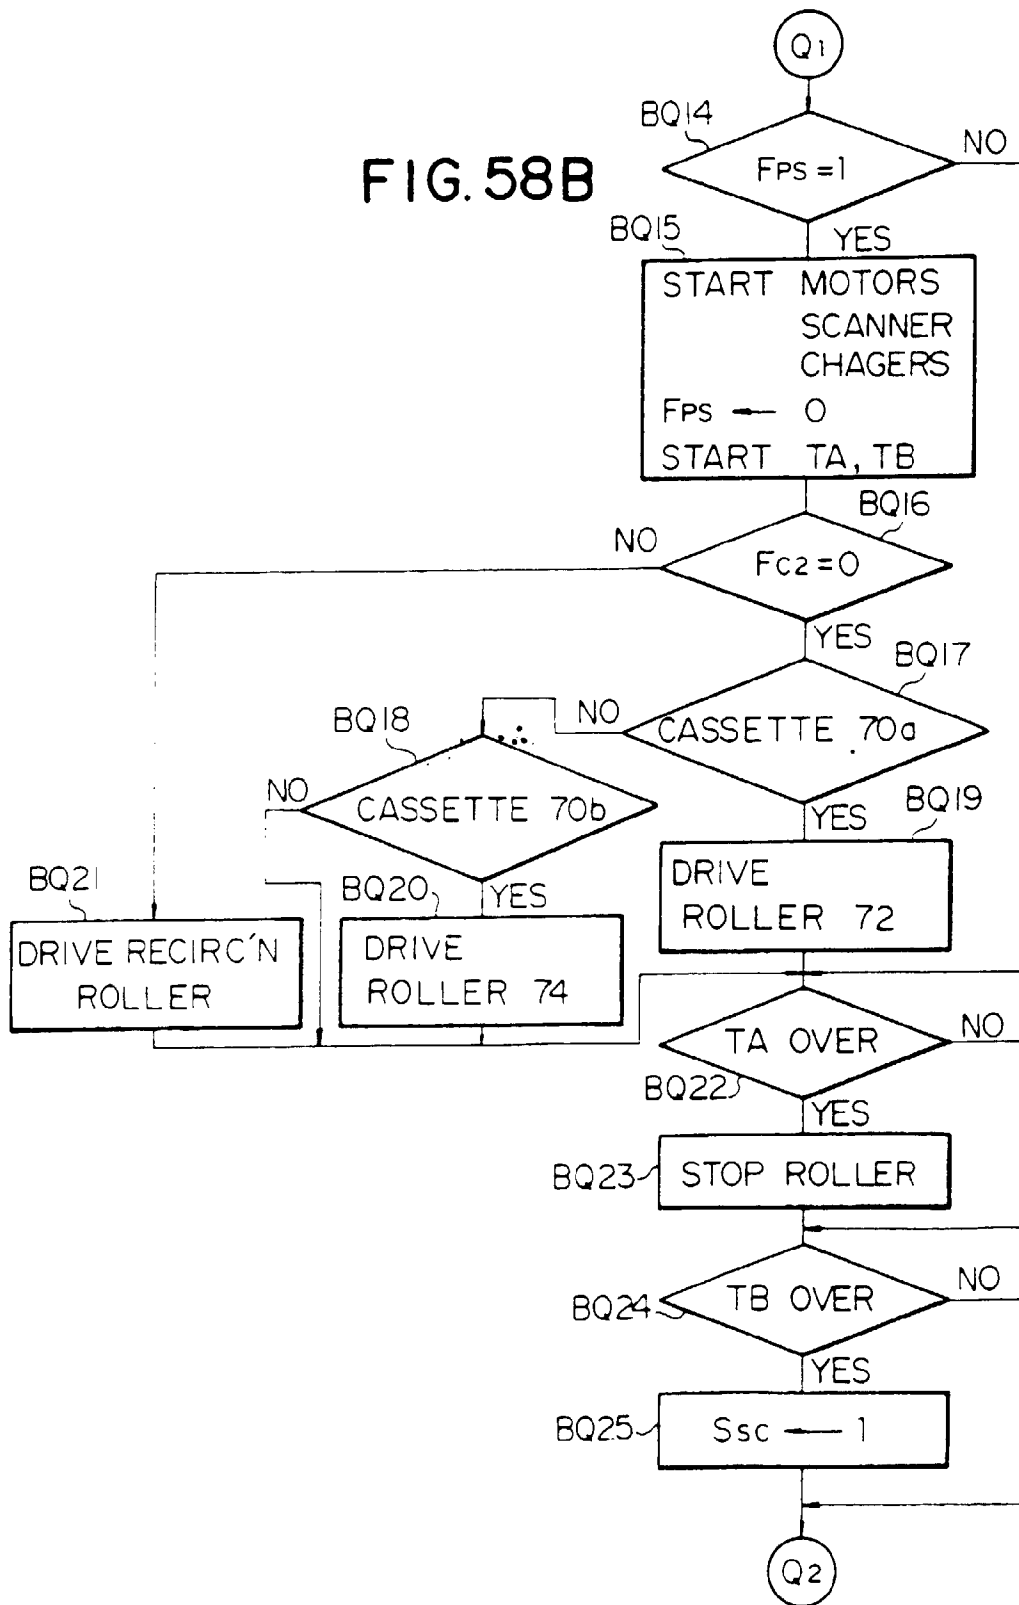 Q1
BQ14
NO
FPS=1
FIG. 58B
BQ15
YES
START MOTORS
SCANNER
CHAGERS
FPS ← 0
START TA, TB
BQ16
NO
FC2=0
YES
BQ17
BQ18
NO
CASSETTE 70a
NO
CASSETTE 70b
YES
BQ19
BQ21
BQ20
YES
DRIVE
ROLLER 72
DRIVE RECIRC'N
ROLLER
DRIVE
ROLLER 74
TA OVER
NO
BQ22
YES
BQ23
STOP ROLLER
NO
TB OVER
BQ24
YES
BQ25
Ssc ← 1
Q2